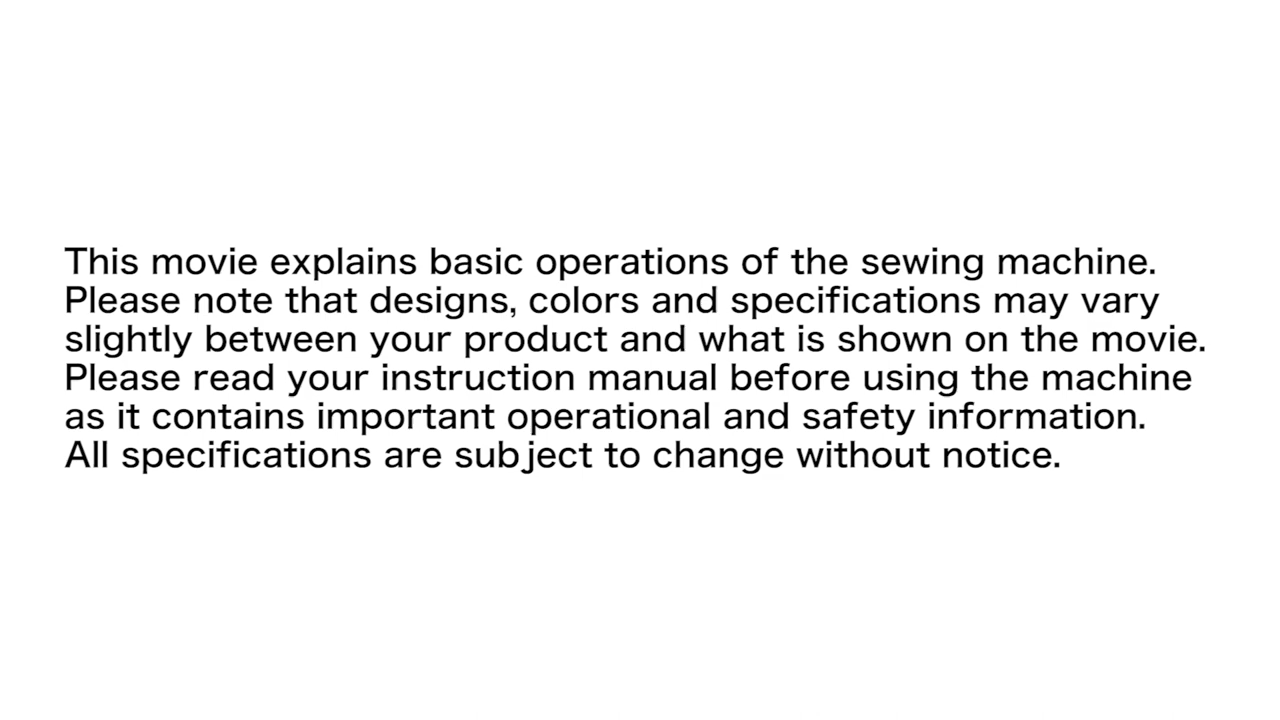 This movie explains basic operations of the sewing machine.
Please note that designs, colors and specifications may vary
slightly between your product and what is shown on the movie.
Please read your instruction manual before using the machine
as it contains important operational and safety information.
All specifications are subject to change without notice.